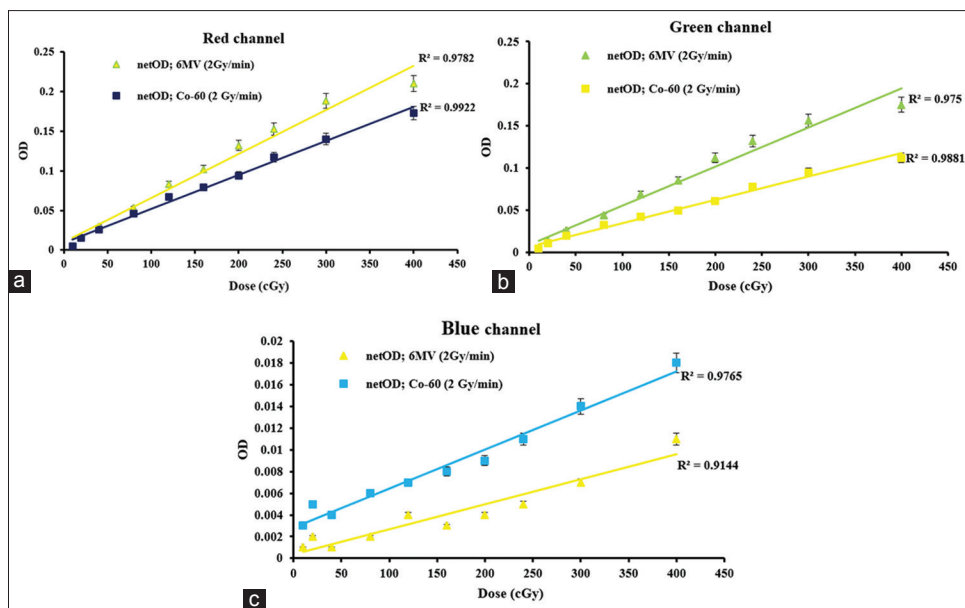 Red channel
0.25
0.2
0.15
0.1
0.05
0
OD
netOD; 6MV (2Gy/min)
netOD; Co-60 (2 Gy/min)
R² = 0.9782
R² = 0.9922
0 50 100 150 200 250 300 350 400 450
Dose (cGy)
a
Green channel
0.25
0.2
0.15
0.1
0.05
0
OD
netOD; 6MV (2Gy/min)
netOD; Co-60 (2 Gy/min)
R² = 0.975
R² = 0.9881
0 50 100 150 200 250 300 350 400 450
Dose (cGy)
b
Blue channel
0.02
0.018
0.016
0.014
0.012
0.01
0.008
0.006
0.004
0.002
0
OD
netOD; 6MV (2Gy/min)
netOD; Co-60 (2 Gy/min)
R² = 0.9765
R² = 0.9144
0 50 100 150 200 250 300 350 400 450
Dose (cGy)
c